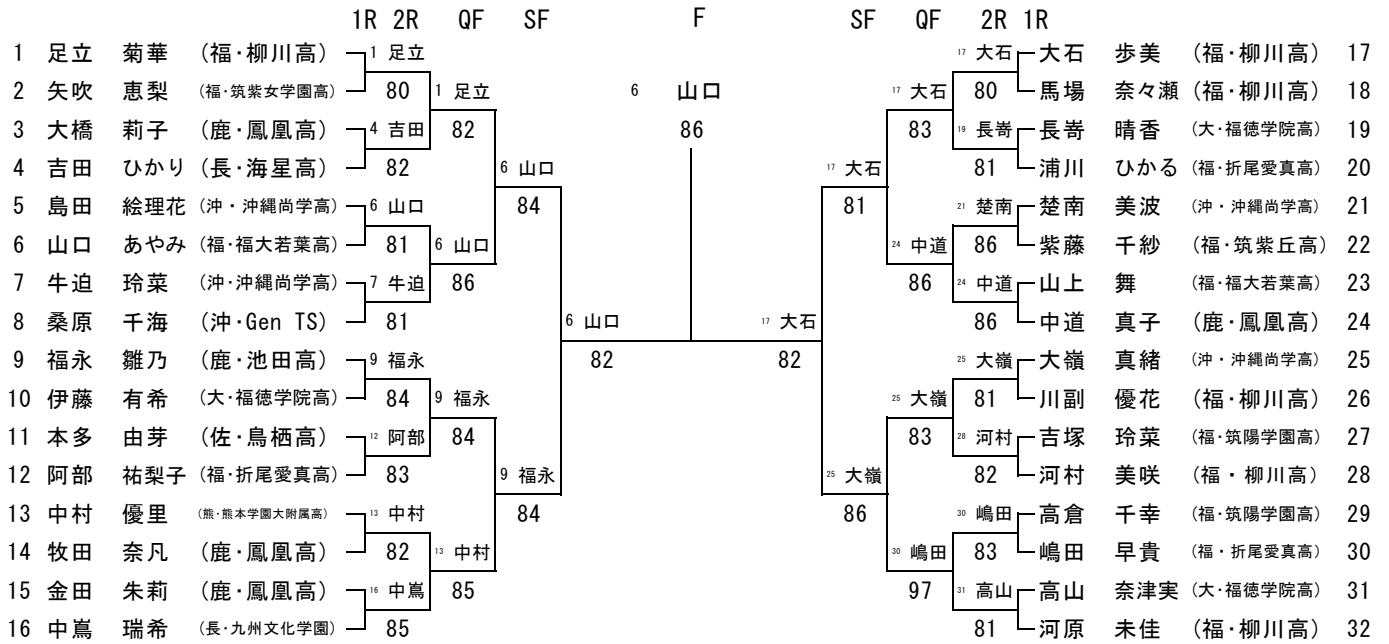 1R 2R QF SF F SF QF 2R 1R
1 足立 菊華 (福・柳川高) 1 足立 17 大石 大石 歩美 (福・柳川高) 17
2 矢吹 恵梨 (福・筑紫女学園高) 80 1 足立 6 山口 17 大石 80 馬場 奈々瀬 (福・柳川高) 18
3 大橋 莉子 (鹿・鳳凰高) 4 吉田 82 86 83 19 長嵜 長嵜 晴香 (大・福徳学院高) 19
4 吉田 ひかり (長・海星高) 82 6 山口 17 大石 81 浦川 ひかる (福・折尾愛真高) 20
5 島田 絵理花 (沖・沖縄尚学高) 6 山口 84 81 21 楚南 楚南 美波 (沖・沖縄尚学高) 21
6 山口 あやみ (福・福大若葉高) 81 6 山口 24 中道 86 紫藤 千紗 (福・筑紫丘高) 22
7 牛迫 玲菜 (沖・沖縄尚学高) 7 牛迫 86 86 24 中道 山上 舞 (福・福大若葉高) 23
8 桑原 千海 (沖・Gen TS) 81 6 山口 17 大石 86 中道 真子 (鹿・鳳凰高) 24
9 福永 雛乃 (鹿・池田高) 9 福永 82 82 25 大嶺 大嶺 真緒 (沖・沖縄尚学高) 25
10 伊藤 有希 (大・福徳学院高) 84 9 福永 25 大嶺 81 川副 優花 (福・柳川高) 26
11 本多 由芽 (佐・鳥栖高) 12 阿部 84 83 28 河村 吉塚 玲菜 (福・筑陽学園高) 27
12 阿部 祐梨子 (福・折尾愛真高) 83 9 福永 25 大嶺 82 河村 美咲 (福・柳川高) 28
13 中村 優里 (熊・熊本学園大附属高) 13 中村 84 86 30 嶋田 高倉 千幸 (福・筑陽学園高) 29
14 牧田 奈凡 (鹿・鳳凰高) 82 13 中村 30 嶋田 83 嶋田 早貴 (福・折尾愛真高) 30
15 金田 朱莉 (鹿・鳳凰高) 16 中嶌 85 97 31 高山 高山 奈津実 (大・福徳学院高) 31
16 中嶌 瑞希 (長・九州文化学園) 85 81 河原 未佳 (福・柳川高) 32